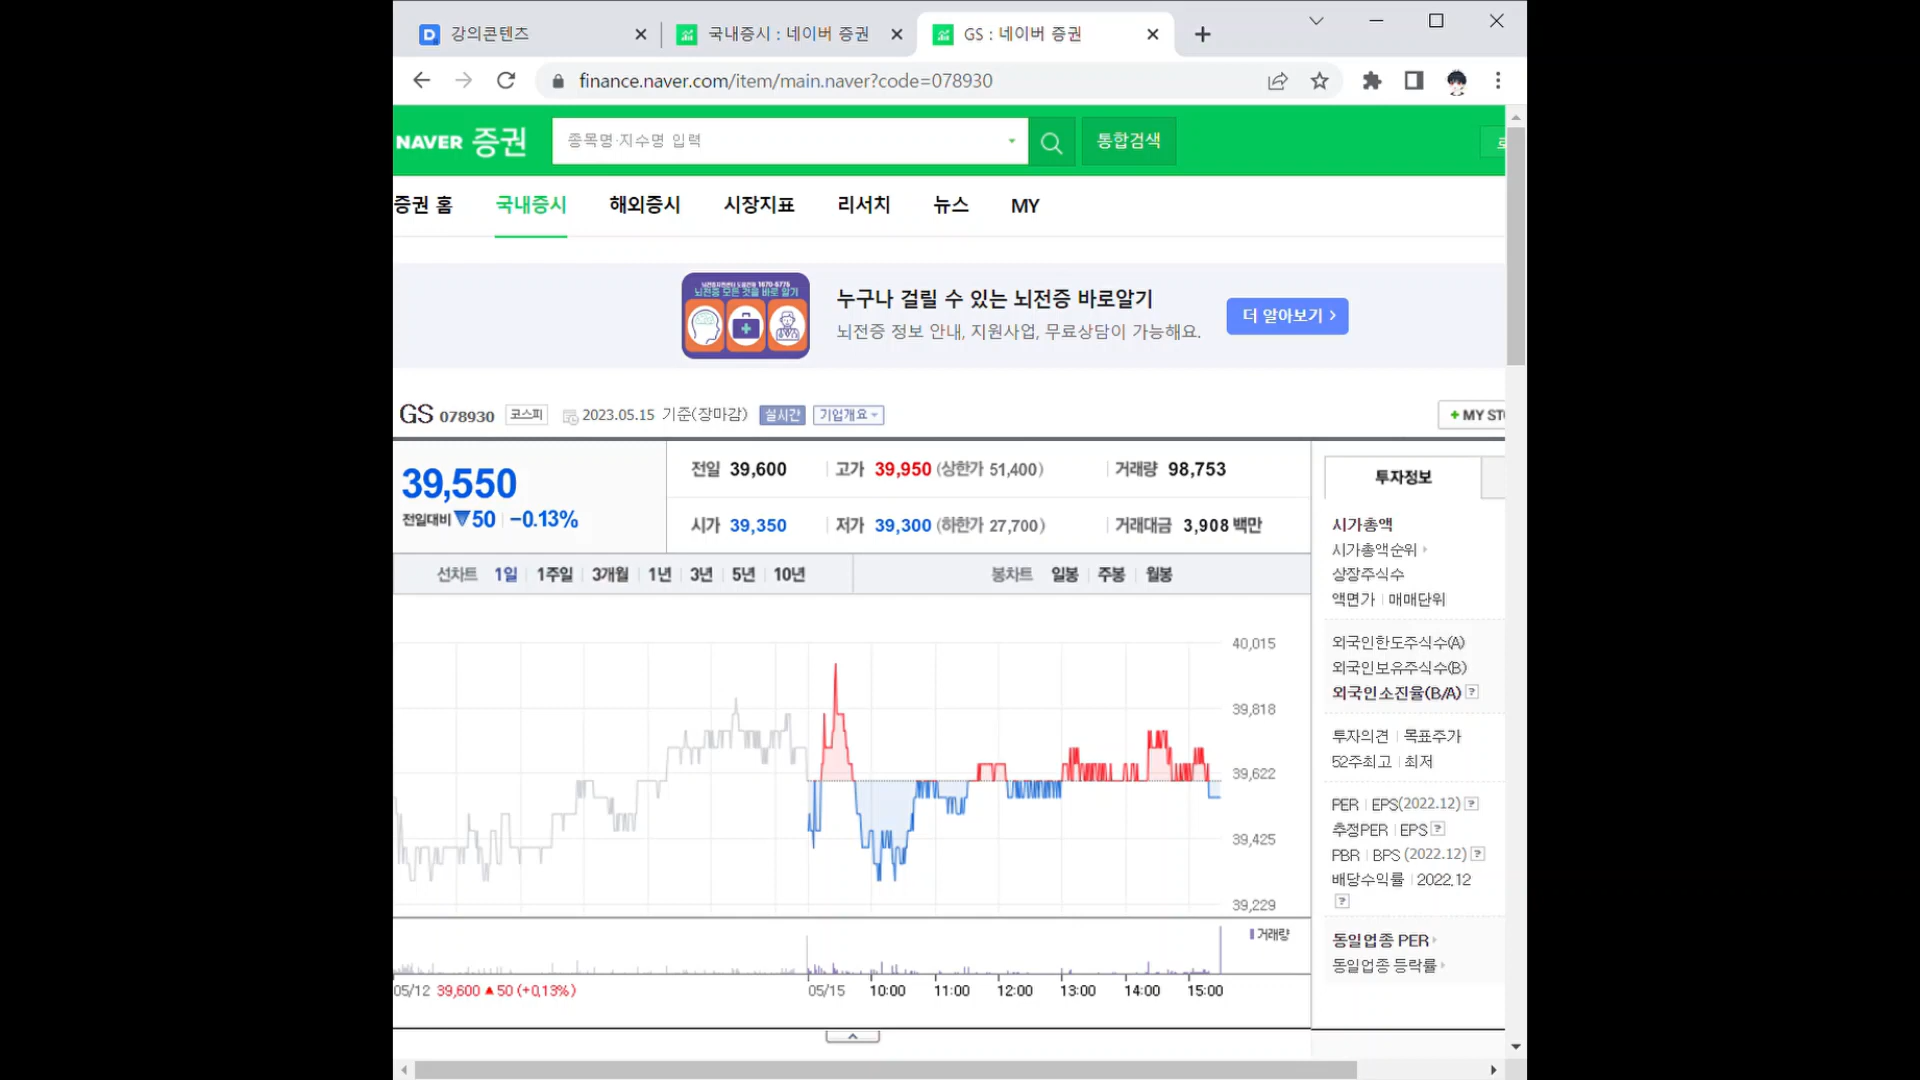 강의콘텐츠
국내증시 : 네이버 증권
GS : 네이버 증권
finance.naver.com/item/main.naver?code=078930
NAVER 증권
종목명·지수명 입력
통합검색
증권 홈
국내증시
해외증시
시장지표
리서치
뉴스
MY
뇌전증 모든 것을 바로 알기
누구나 걸릴 수 있는 뇌전증 바로알기
뇌전증 정보 안내, 지원사업, 무료상담이 가능해요.
더 알아보기
GS 078930 코스피 2023.05.15 기준(장마감) 실시간 기업개요
+ MY
39,550
전일대비 ▼50 -0.13%
전일 39,600 고가 39,950 (상한가 51,400) 거래량 98,753
시가 39,350 저가 39,300 (하한가 27,700) 거래대금 3,908 백만
선차트 1일 1주일 3개월 1년 3년 5년 10년
봉차트 일봉 주봉 월봉
40,015
39,818
39,622
39,425
39,229
거래량
05/12 39,600 ▲50 (+0.13%)
05/15 10:00 11:00 12:00 13:00 14:00 15:00
투자정보
시가총액
시가총액순위
상장주식수
액면가 | 매매단위
외국인한도주식수(A)
외국인보유주식수(B)
외국인소진율(B/A) ?
투자의견 | 목표주가
52주최고 | 최저
PER | EPS(2022.12) ?
추정PER | EPS ?
PBR | BPS (2022.12) ?
배당수익률 | 2022.12
?
동일업종 PER
동일업종 등락률